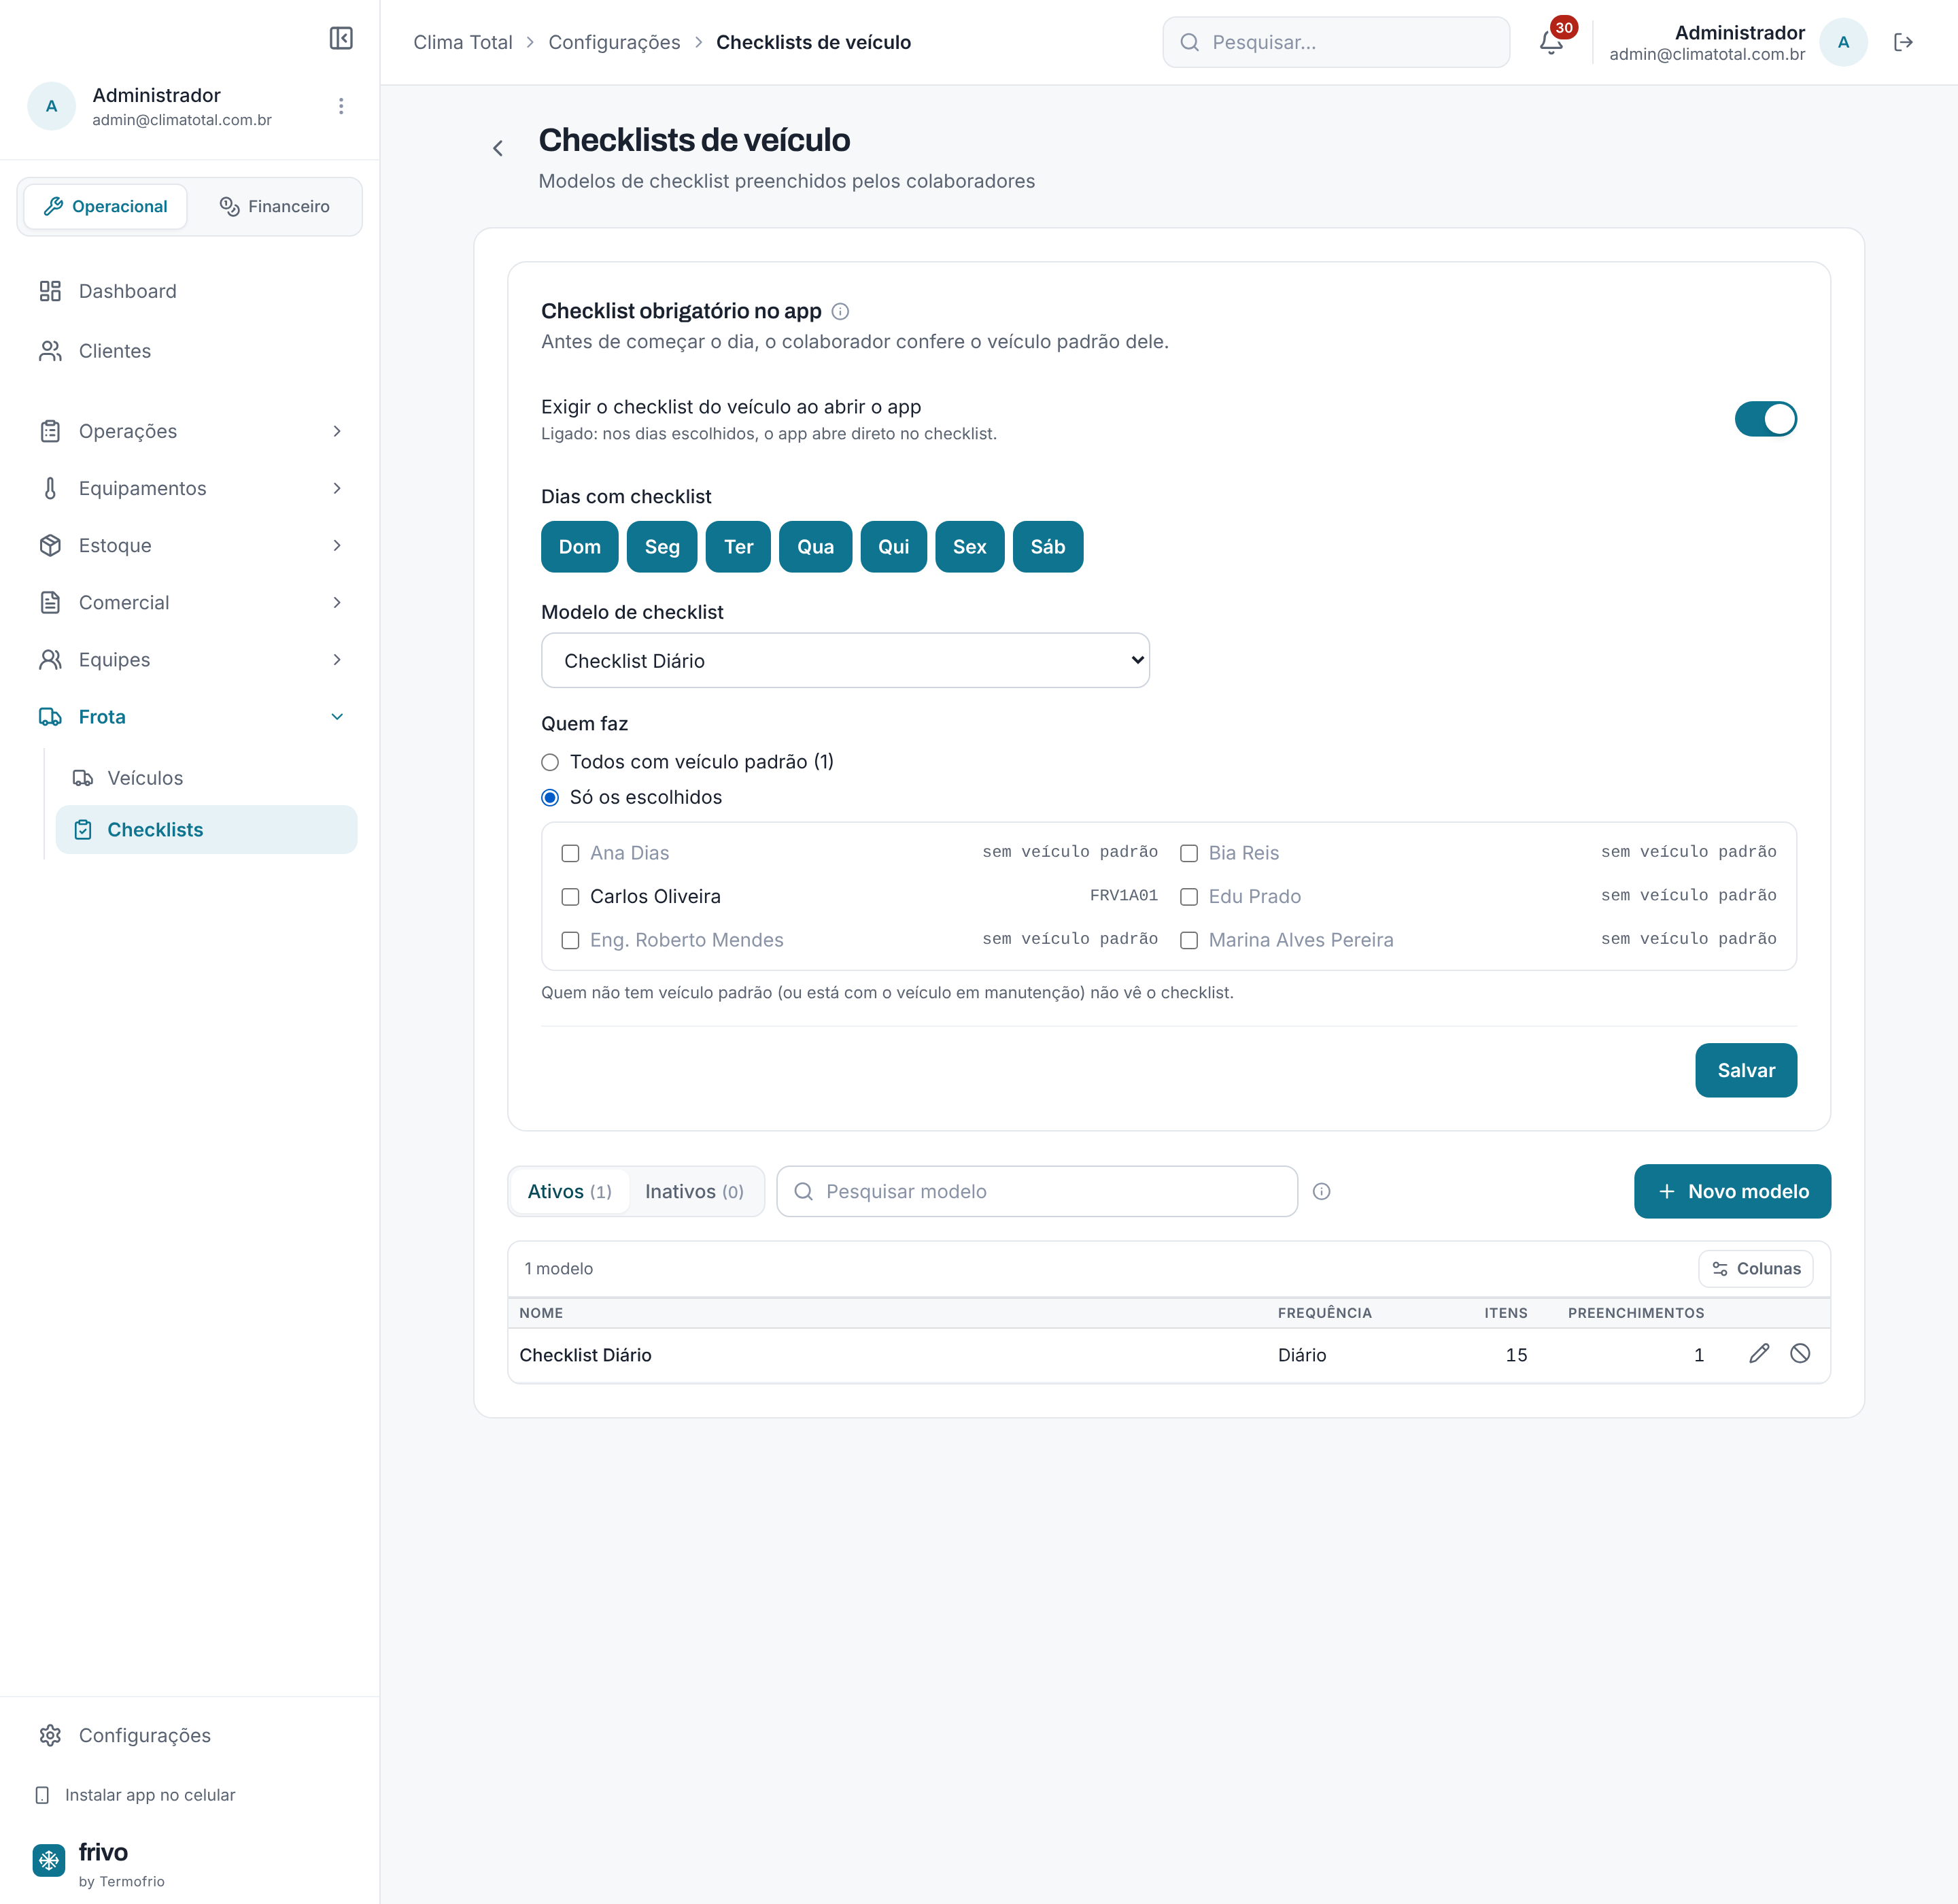 Administrador
admin@climatotal.com.br
Operacional
Financeiro
Dashboard
Clientes
Operações
Equipamentos
Estoque
Comercial
Equipes
Frota
Veículos
Checklists
Configurações
Instalar app no celular
frivo
by Termofrio
Clima Total > Configurações > Checklists de veículo
Pesquisar...
30
Administrador
admin@climatotal.com.br
A
A
Checklists de veículo
Modelos de checklist preenchidos pelos colaboradores
Checklist obrigatório no app
Antes de começar o dia, o colaborador confere o veículo padrão dele.
Exigir o checklist do veículo ao abrir o app
Ligado: nos dias escolhidos, o app abre direto no checklist.
Dias com checklist
Dom Seg Ter Qua Qui Sex Sáb
Modelo de checklist
Checklist Diário
Quem faz
Todos com veículo padrão (1)
Só os escolhidos
Ana Dias sem veículo padrão Bia Reis sem veículo padrão
Carlos Oliveira FRV1A01 Edu Prado sem veículo padrão
Eng. Roberto Mendes sem veículo padrão Marina Alves Pereira sem veículo padrão
Quem não tem veículo padrão (ou está com o veículo em manutenção) não vê o checklist.
Salvar
Ativos (1) Inativos (0) Pesquisar modelo + Novo modelo
1 modelo Colunas
NOME FREQUÊNCIA ITENS PREENCHIMENTOS
Checklist Diário Diário 15 1